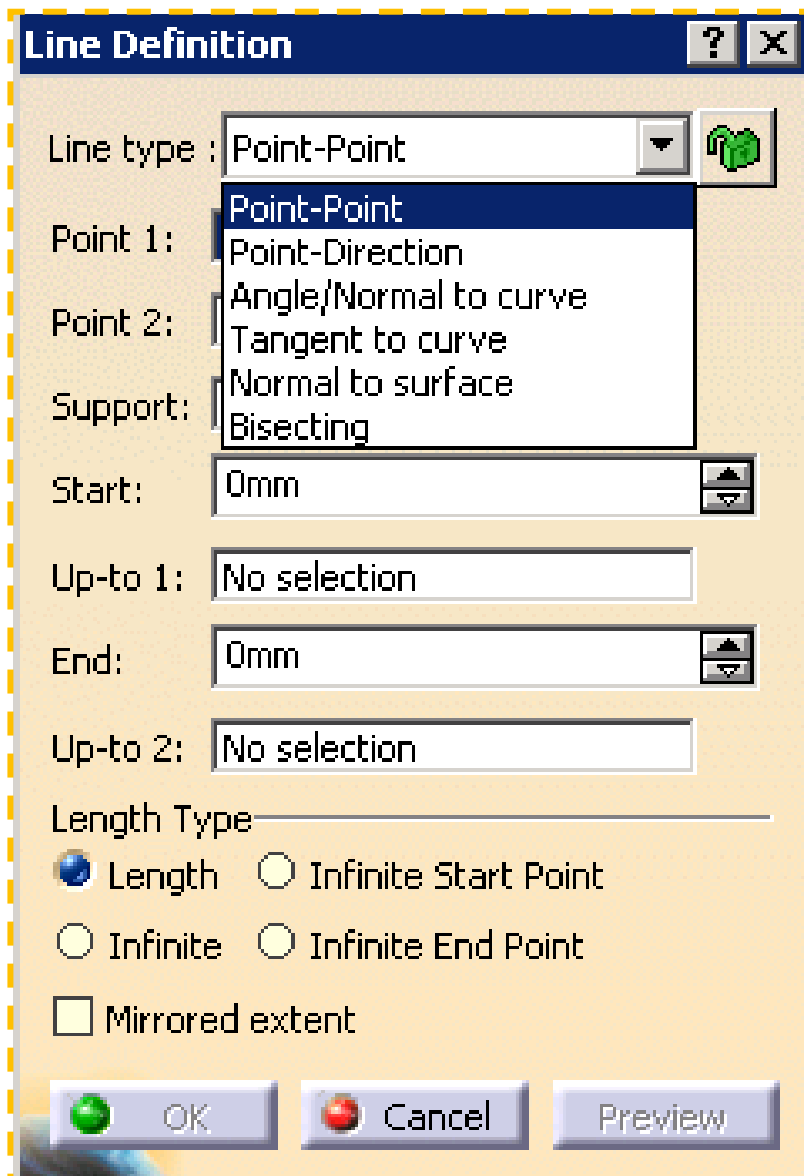 Line Definition ?
Line type : Point-Point
Point-Point
Point 1:
Point-Direction
Angle/Normal to curve
Point 2:
Tangent to curve
Normal to surface
Support:
Bisecting
Start: 0mm
Up-to 1: No selection
End: 0mm
Up-to 2: No selection
Length Type
Length Infinite Start Point
Infinite Infinite End Point
Mirrored extent
OK Cancel Preview